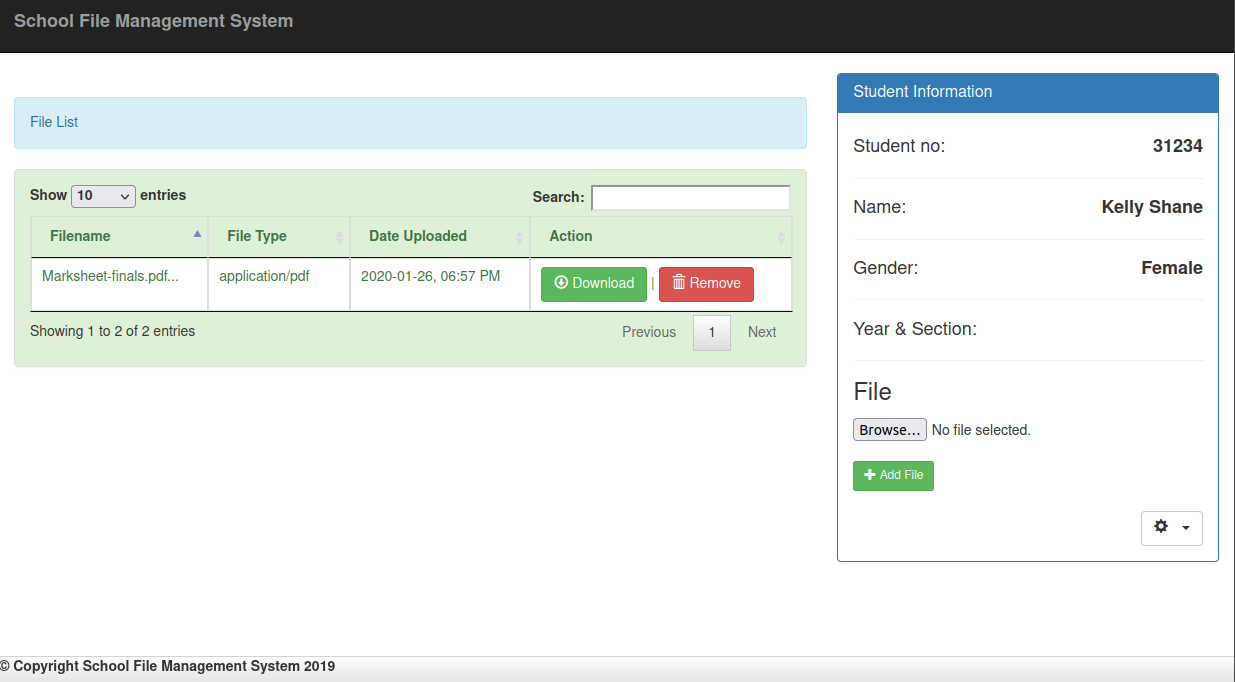 School File Management System
File List
Show 10 entries
Search:
Filename File Type Date Uploaded Action
Marksheet-finals.pdf... application/pdf 2020-01-26, 06:57 PM Download | Remove
Showing 1 to 2 of 2 entries
Previous 1 Next
Student Information
Student no: 31234
Name: Kelly Shane
Gender: Female
Year & Section:
File
Browse... No file selected.
Add File
© Copyright School File Management System 2019